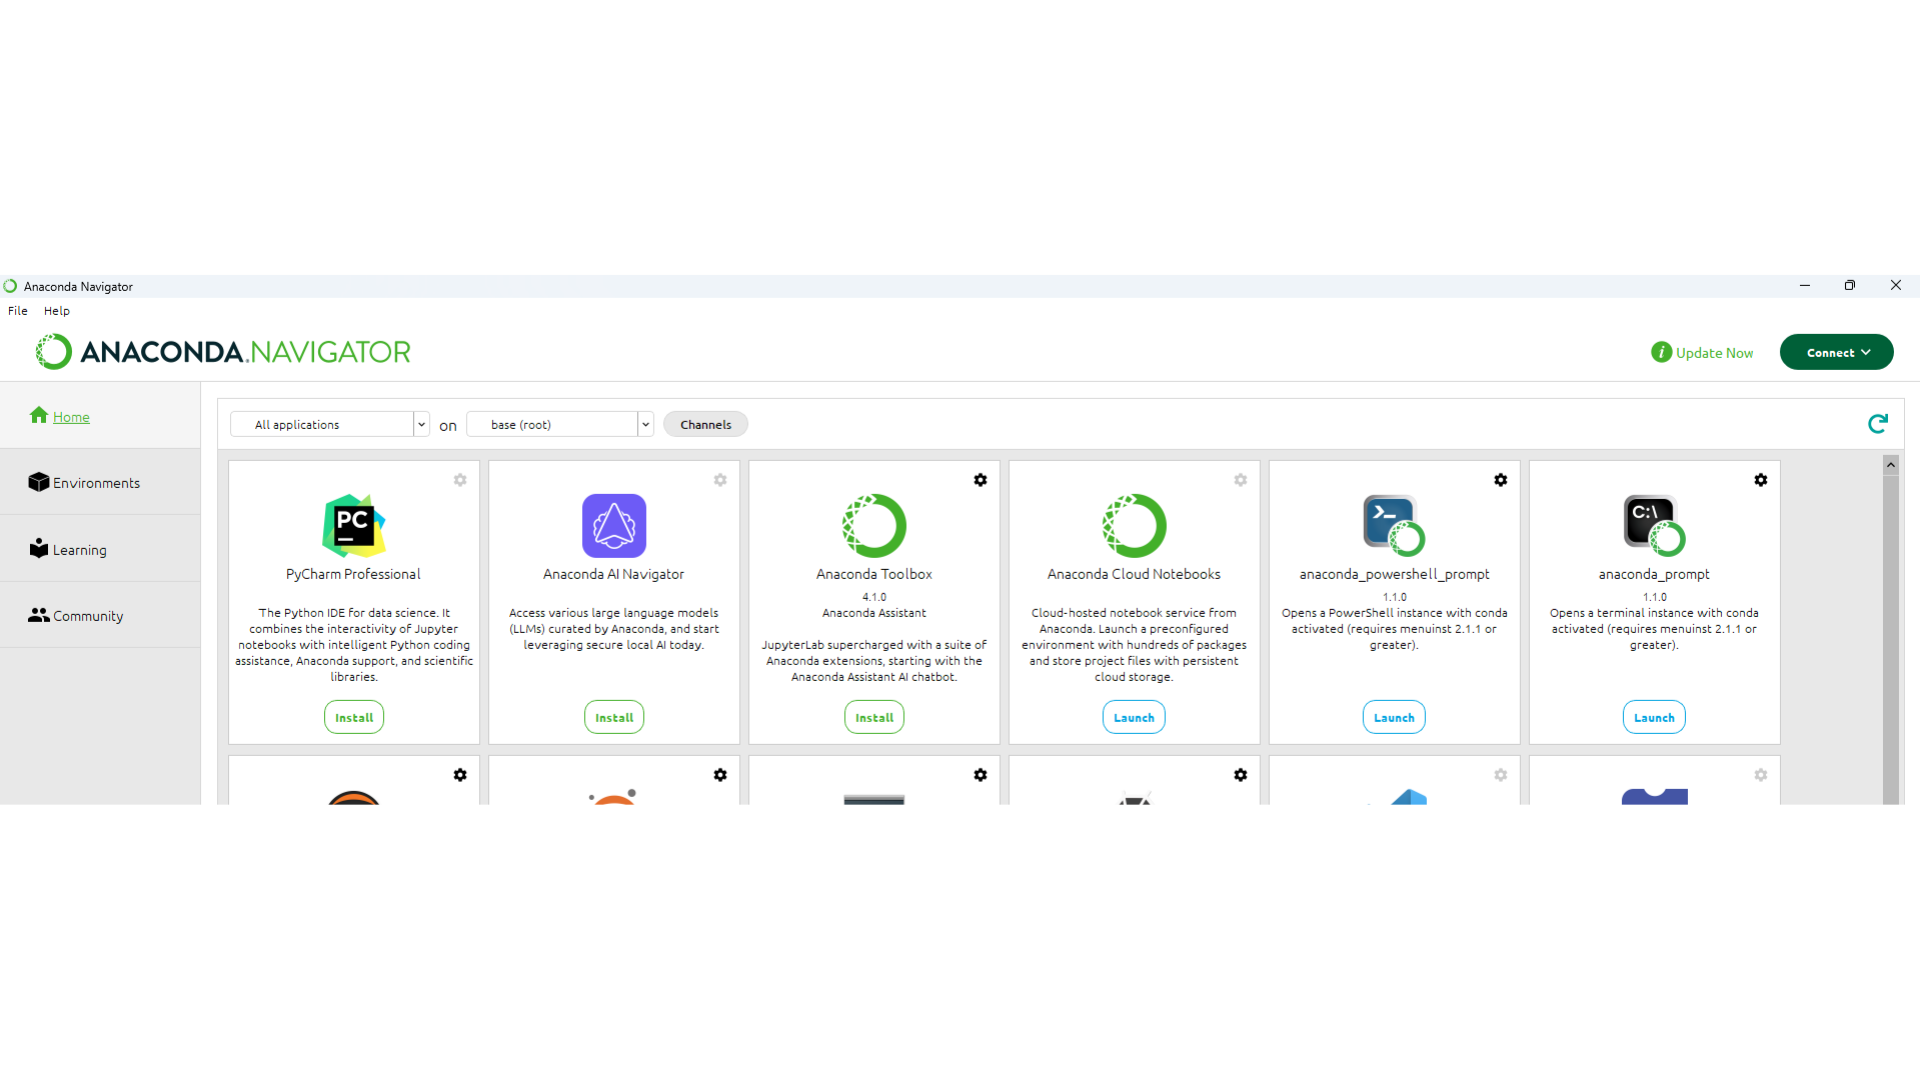 Anaconda Navigator
File Help
ANACONDA.NAVIGATOR
i Update Now
Connect
Home
Environments
Learning
Community
All applications on base (root) Channels
PC
PyCharm Professional
The Python IDE for data science. It
combines the interactivity of Jupyter
notebooks with intelligent Python coding
assistance, Anaconda support, and scientific
libraries.
Install
Anaconda AI Navigator
Access various large language models
(LLMs) curated by Anaconda, and start
leveraging secure local AI today.
Install
Anaconda Toolbox
4.1.0
Anaconda Assistant
JupyterLab supercharged with a suite of
Anaconda extensions, starting with the
Anaconda Assistant AI chatbot.
Install
Anaconda Cloud Notebooks
Cloud-hosted notebook service from
Anaconda. Launch a preconfigured
environment with hundreds of packages
and store project files with persistent
cloud storage.
Launch
anaconda_powershell_prompt
1.1.0
Opens a PowerShell instance with conda
activated (requires menuinst 2.1.1 or
greater).
Launch
C:\
anaconda_prompt
1.1.0
Opens a terminal instance with conda
activated (requires menuinst 2.1.1 or
greater).
Launch